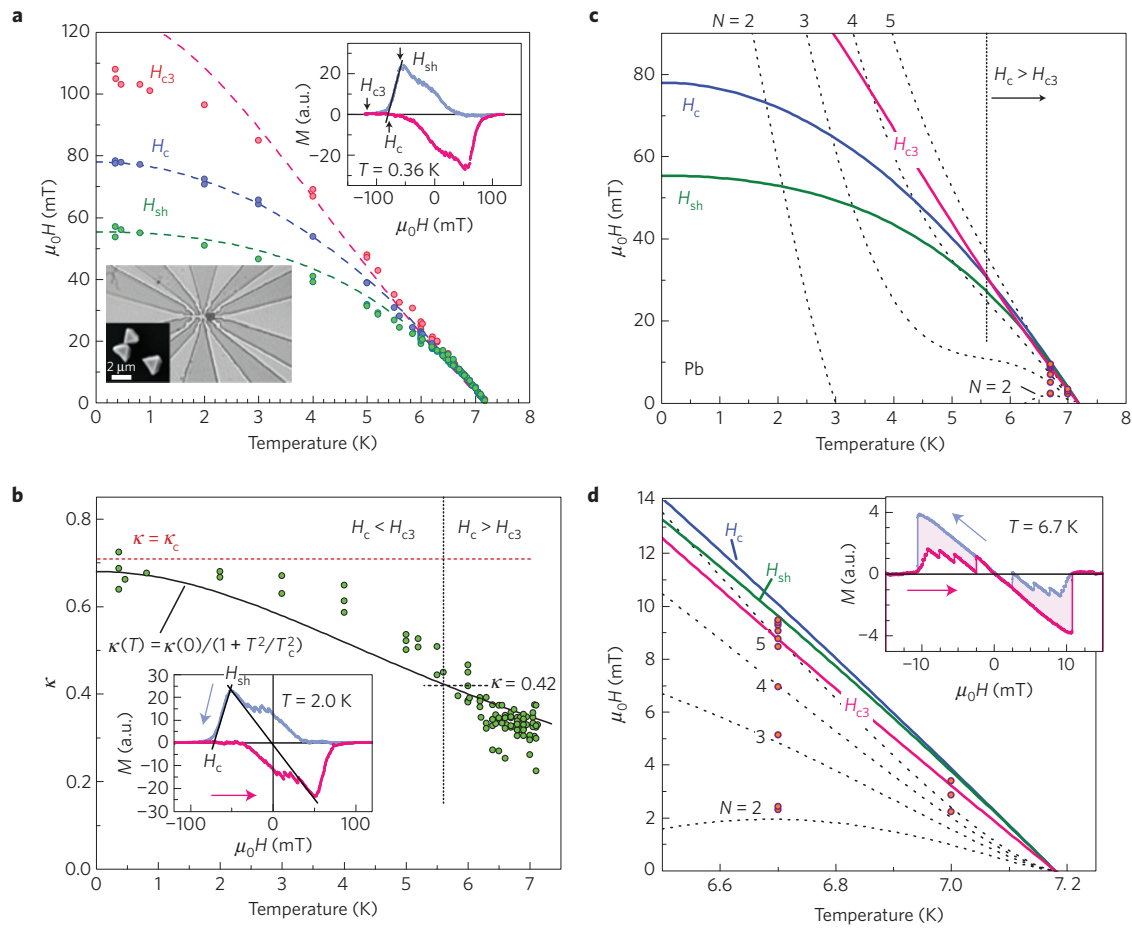 a
120
100
80
60
40
20
0
μ₀H (mT)
0 1 2 3 4 5 6 7 8
Temperature (K)
Hc3
Hc
Hsh
2 μm
20
0
−20
M (a.u.)
Hsh
Hc3
Hc
T = 0.36 K
−100 0 100
μ₀H (mT)
b
0.8
0.6
0.4
0.2
0.0
κ
0 1 2 3 4 5 6 7
Temperature (K)
Hc < Hc3
Hc > Hc3
κ = κc
κ(T) = κ(0)/(1 + T²/Tc²)
κ = 0.42
30
20
10
0
−10
−20
−30
M (a.u.)
Hsh
T = 2.0 K
Hc
−100 0 100
μ₀H (mT)
c
N = 2 3 4 5
80
60
40
20
0
μ₀H (mT)
Hc > Hc3
Hc
Hc3
Hsh
Pb
N = 2
0 1 2 3 4 5 6 7 8
Temperature (K)
d
14
12
10
8
6
4
2
0
μ₀H (mT)
Hc
Hsh
5
Hc3
4
3
N = 2
6.6 6.8 7.0 7.2
Temperature (K)
4
0
−4
M (a.u.)
T = 6.7 K
−10 0 10
μ₀H (mT)